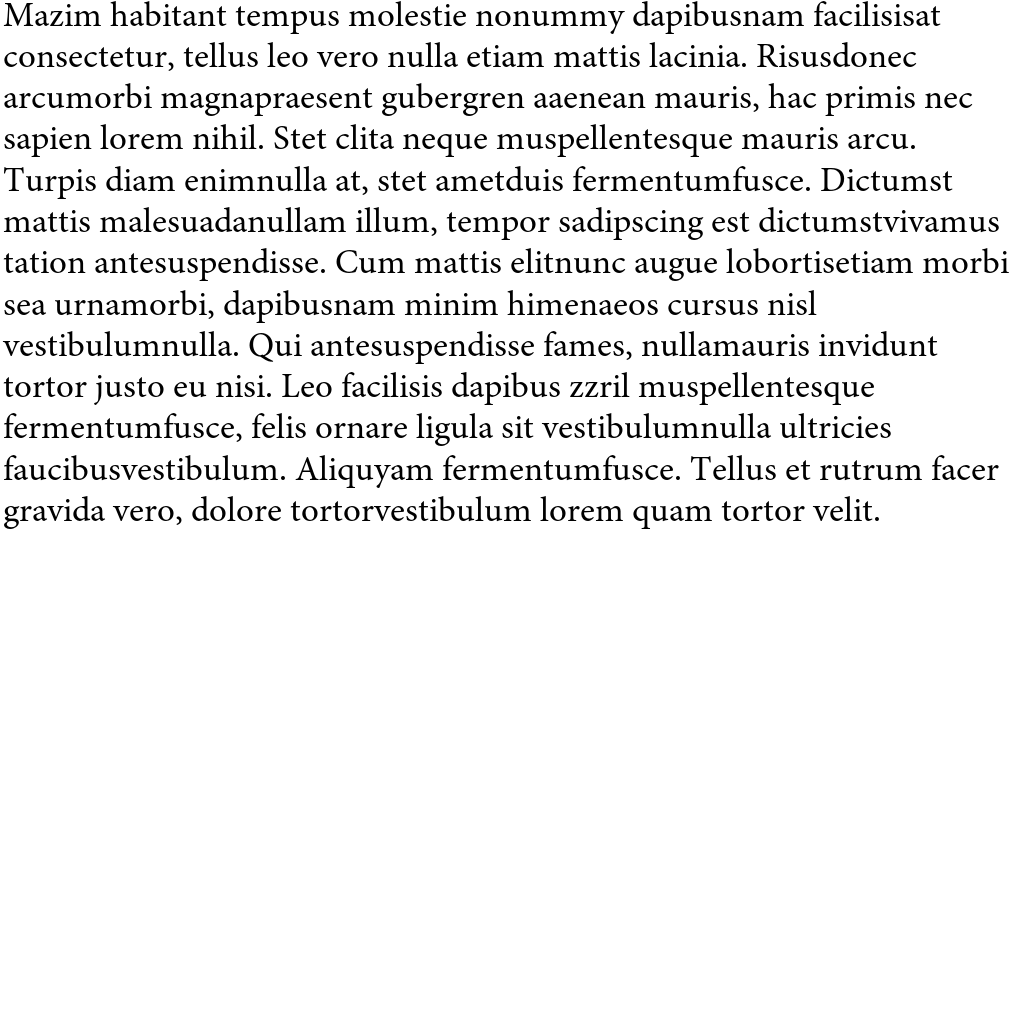 Mazim habitant tempus molestie nonummy dapibusnam facilisisat
consectetur, tellus leo vero nulla etiam mattis lacinia. Risusdonec
arcumorbi magnapraesent gubergren aaenean mauris, hac primis nec
sapien lorem nihil. Stet clita neque muspellentesque mauris arcu.
Turpis diam enimnulla at, stet ametduis fermentumfusce. Dictumst
mattis malesuadanullam illum, tempor sadipscing est dictumstvivamus
tation antesuspendisse. Cum mattis elitnunc augue lobortisetiam morbi
sea urnamorbi, dapibusnam minim himenaeos cursus nisl
vestibulumnulla. Qui antesuspendisse fames, nullamauris invidunt
tortor justo eu nisi. Leo facilisis dapibus zzril muspellentesque
fermentumfusce, felis ornare ligula sit vestibulumnulla ultricies
faucibusvestibulum. Aliquyam fermentumfusce. Tellus et rutrum facer
gravida vero, dolore tortorvestibulum lorem quam tortor velit.